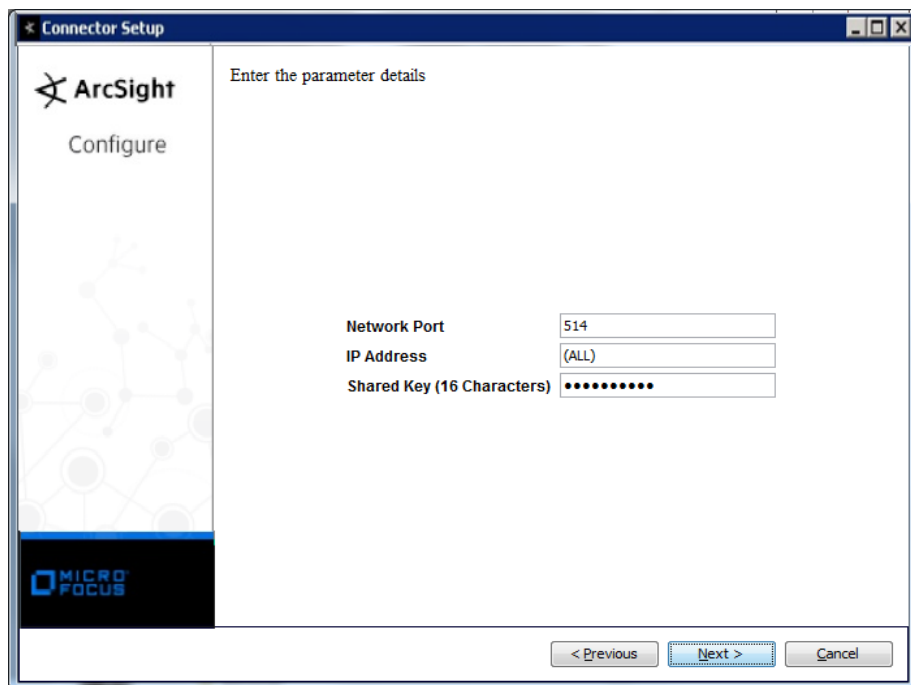 Connector Setup
ArcSight
Configure
Enter the parameter details
Network Port 514
IP Address (ALL)
Shared Key (16 Characters) ••••••••••
MICRO
FOCUS
< Previous Next > Cancel